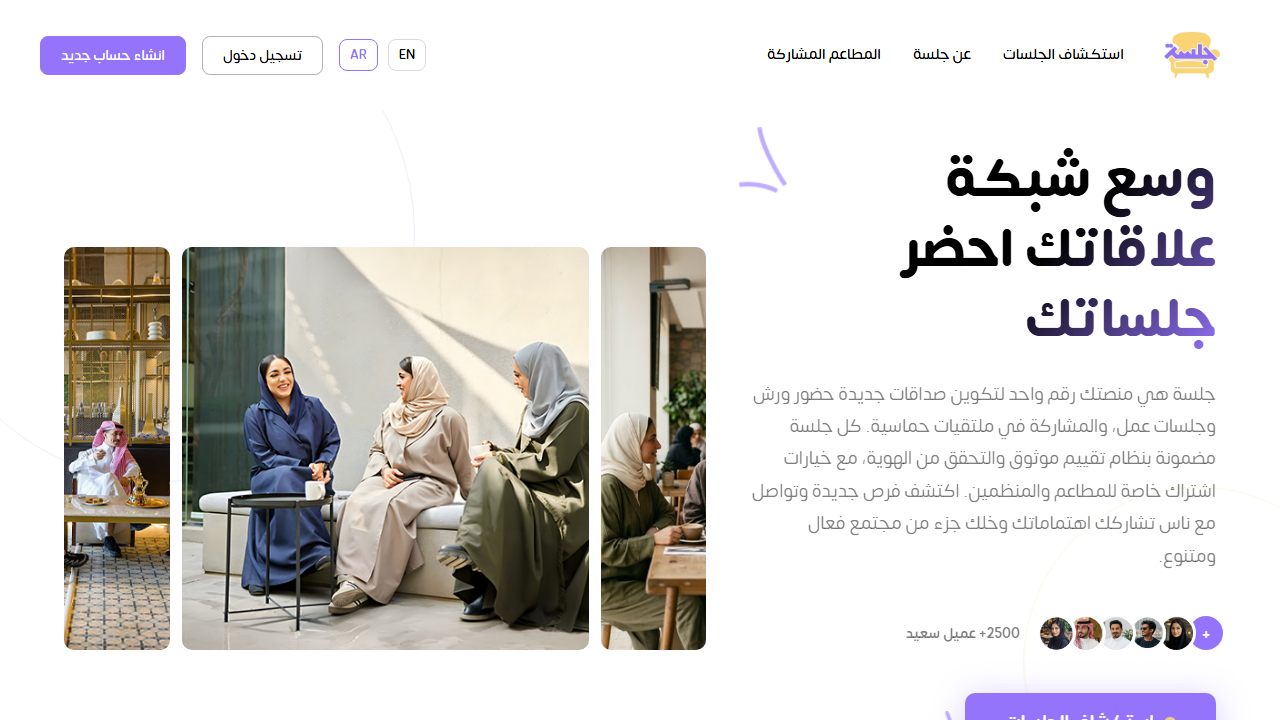 جلسة
استكشاف الجلسات
عن جلسة
المطاعم المشاركة
EN
AR
تسجيل دخول
انشاء حساب جديد
وسع شبكة
علاقاتك احضر
جلساتك
جلسة هي منصتك رقم واحد لتكوين صداقات جديدة حضور ورش
وجلسات عمل، والمشاركة في ملتقيات حماسية. كل جلسة
مضمونة بنظام تقييم موثوق والتحقق من الهوية، مع خيارات
اشتراك خاصة للمطاعم والمنظمين. اكتشف فرص جديدة وتواصل
مع ناس تشاركك اهتماماتك وخلك جزء من مجتمع فعال
ومتنوع.
+
2500+ عميل سعيد
استكشاف الجلسات